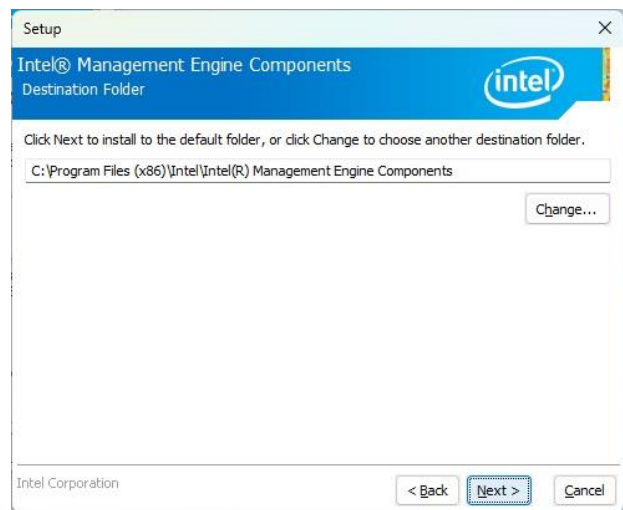 Setup
Intel® Management Engine Components
Destination Folder
intel
Click Next to install to the default folder, or click Change to choose another destination folder.
C:\Program Files (x86)\Intel\Intel(R) Management Engine Components
Change...
Intel Corporation
< Back Next > Cancel